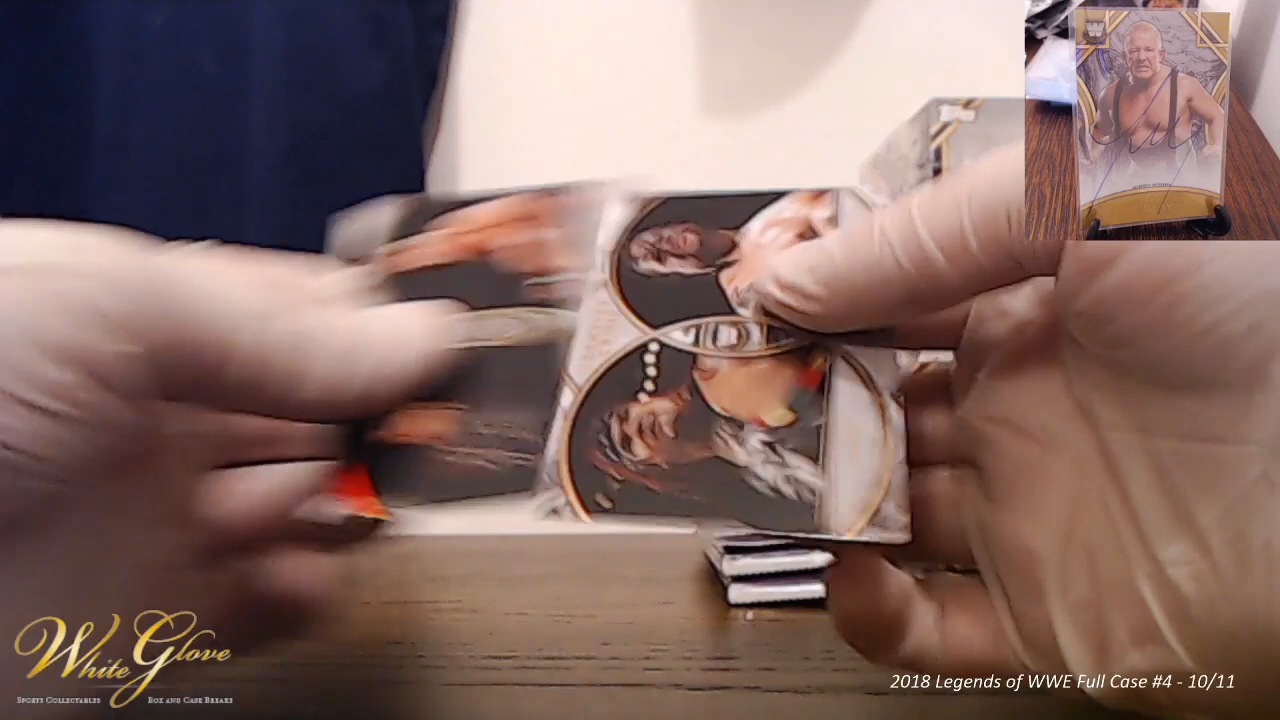 White Glove
SPORTS COLLECTABLES BOX AND CASE BREAKS
2018 Legends of WWE Full Case #4 - 10/11